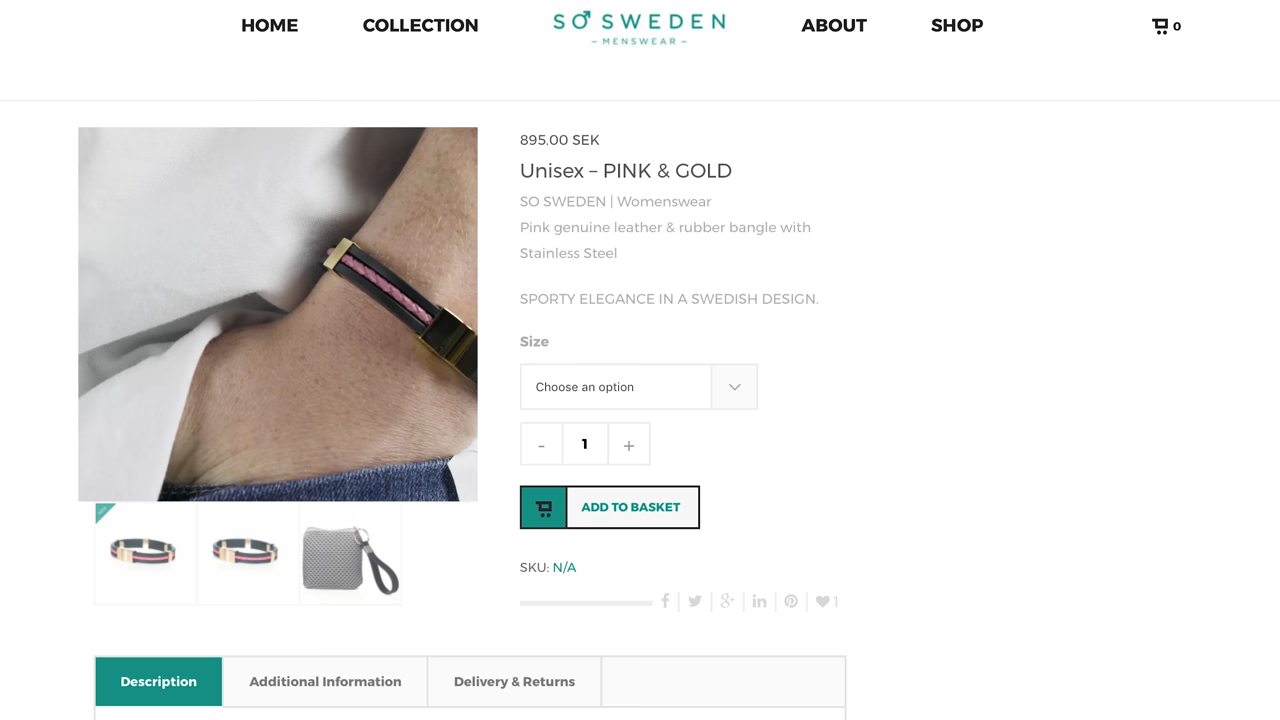 HOME
COLLECTION
SO SWEDEN
– MENSWEAR –
ABOUT
SHOP
0
895.00 SEK
Unisex – PINK & GOLD
SO SWEDEN | Womenswear
Pink genuine leather & rubber bangle with
Stainless Steel
SPORTY ELEGANCE IN A SWEDISH DESIGN.
Size
Choose an option
- 1 +
ADD TO BASKET
SKU: N/A
1
Description
Additional Information
Delivery & Returns